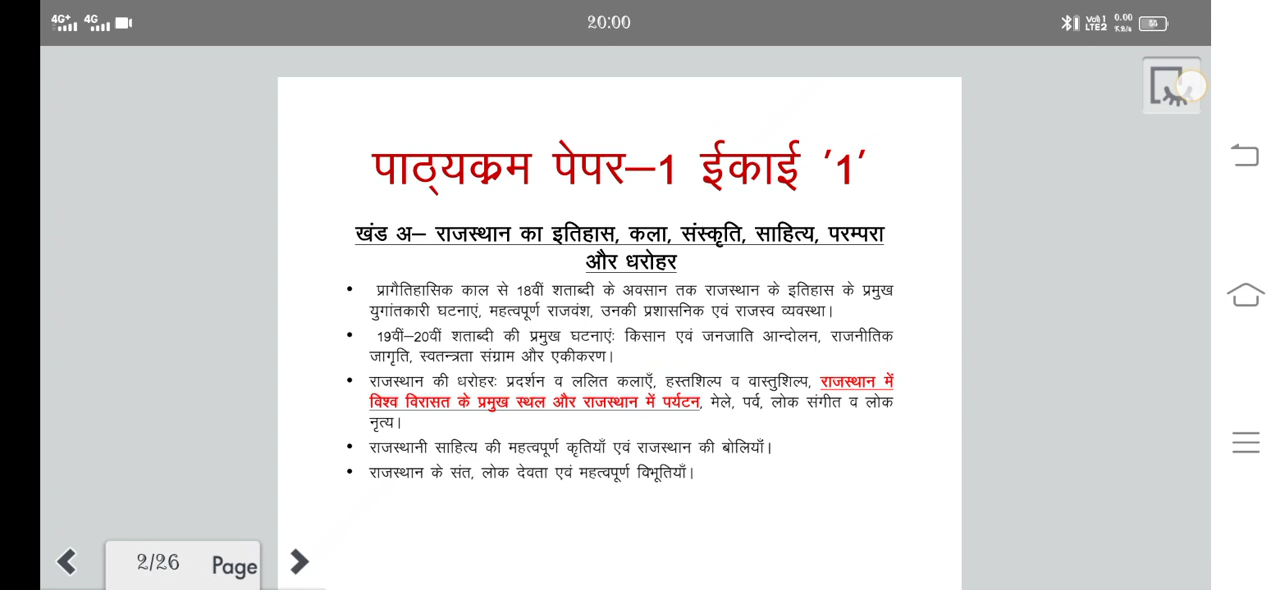 4G+ 4G 20:00 Vo1 LTE2 0.00 KB/s
पाठ्यक्रम पेपर–1 ईकाई '1'
खंड अ– राजस्थान का इतिहास, कला, संस्कृति, साहित्य, परम्परा
और धरोहर
• प्रागैतिहासिक काल से 18वीं शताब्दी के अवसान तक राजस्थान के इतिहास के प्रमुख
युगांतकारी घटनाएं, महत्वपूर्ण राजवंश, उनकी प्रशासनिक एवं राजस्व व्यवस्था।
• 19वीं–20वीं शताब्दी की प्रमुख घटनाएं: किसान एवं जनजाति आन्दोलन, राजनीतिक
जागृति, स्वतन्त्रता संग्राम और एकीकरण।
• राजस्थान की धरोहर: प्रदर्शन व ललित कलाएँ, हस्तशिल्प व वास्तुशिल्प, राजस्थान में
विश्व विरासत के प्रमुख स्थल और राजस्थान में पर्यटन, मेले, पर्व, लोक संगीत व लोक
नृत्य।
• राजस्थानी साहित्य की महत्वपूर्ण कृतियाँ एवं राजस्थान की बोलियाँ।
• राजस्थान के संत, लोक देवता एवं महत्वपूर्ण विभूतियाँ।
2/26 Page